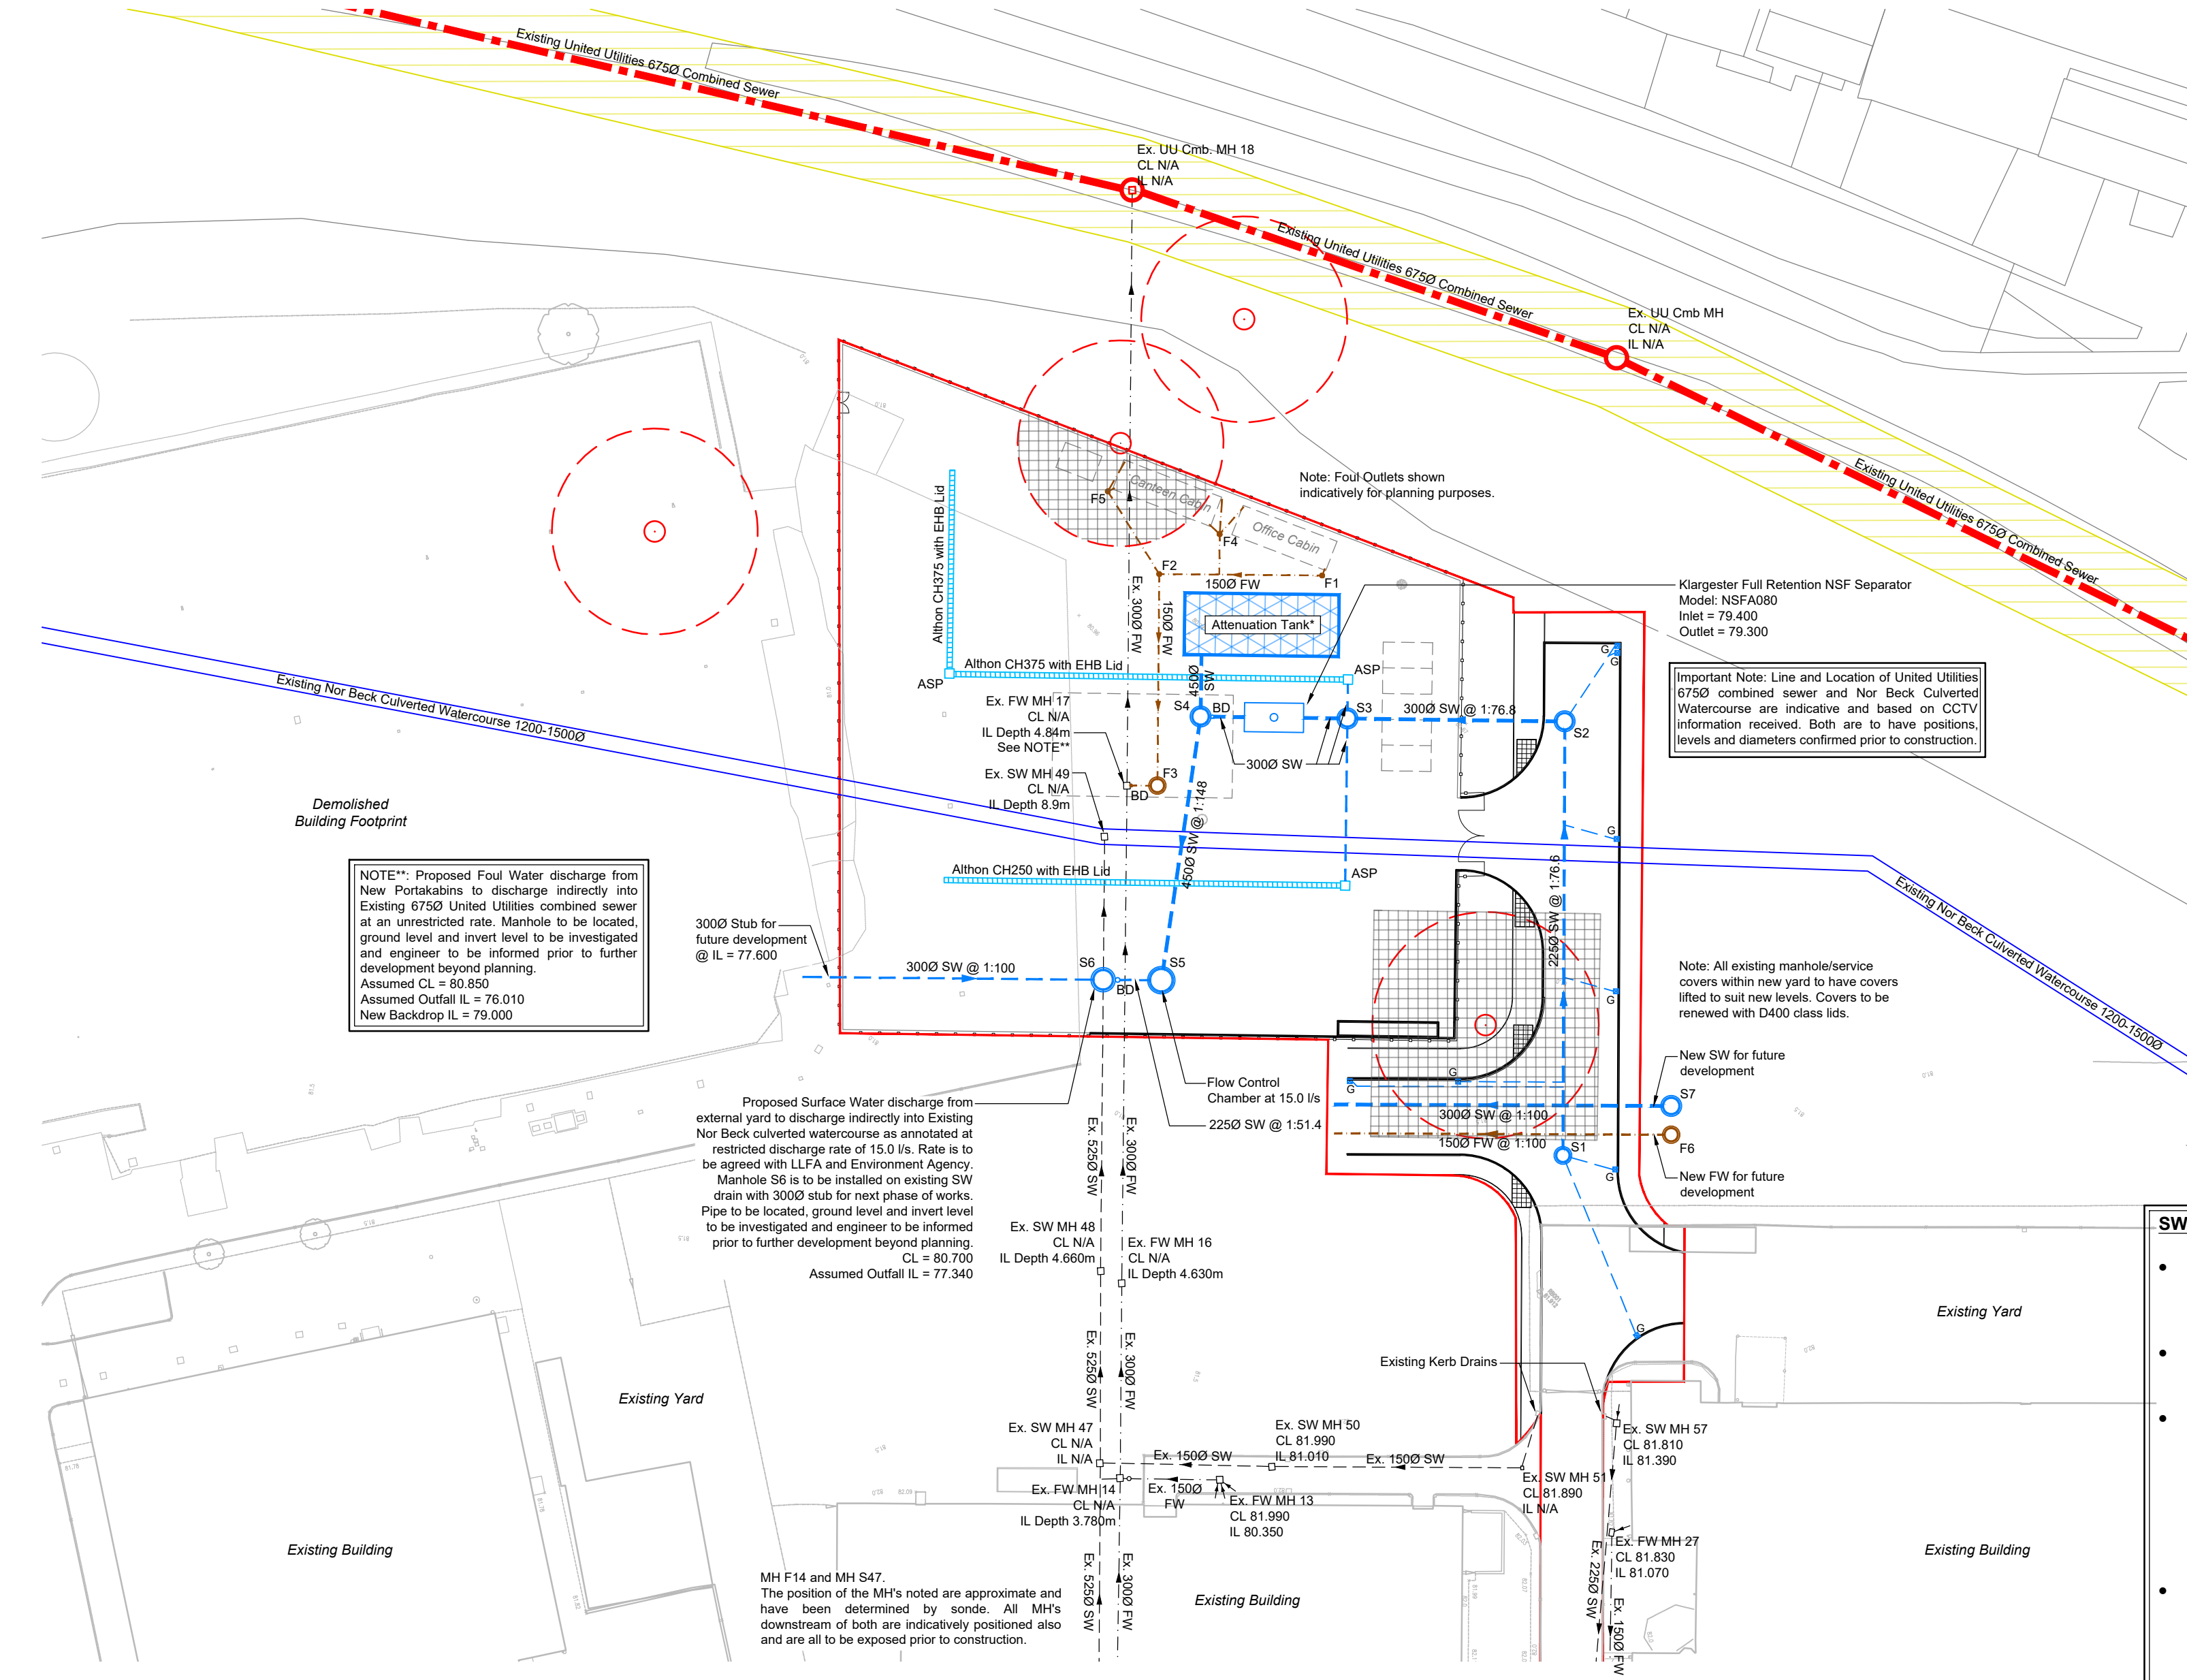 Existing United Utilities 675Ø Combined Sewer
Ex. UU Cmb. MH 18
CL N/A
IL N/A
Existing United Utilities 675Ø Combined Sewer
Ex. UU Cmb MH
CL N/A
IL N/A
Existing United Utilities 675Ø Combined Sewer
Note: Foul Outlets shown
indicatively for planning purposes.
Canteen Cabin
Office Cabin
F5
F4
F2
F1
150Ø FW
Ex. 300Ø FW
150Ø FW
Althon CH375 with EHB Lid
Attenuation Tank*
Klargester Full Retention NSF Separator
Model: NSFA080
Inlet = 79.400
Outlet = 79.300
Althon CH375 with EHB Lid
ASP
ASP
450Ø
SW
S4
BD
S3
300Ø SW @ 1:76.8
S2
G
G
Important Note: Line and Location of United Utilities
675Ø combined sewer and Nor Beck Culverted
Watercourse are indicative and based on CCTV
information received. Both are to have positions,
levels and diameters confirmed prior to construction.
Existing Nor Beck Culverted Watercourse 1200-1500Ø
Ex. FW MH 17
CL N/A
IL Depth 4.84m
See NOTE**
300Ø SW
F3
BD
Ex. SW MH 49
CL N/A
IL Depth 8.9m
450Ø SW @ 1:148
Demolished
Building Footprint
NOTE**: Proposed Foul Water discharge from
New Portakabins to discharge indirectly into
Existing 675Ø United Utilities combined sewer
at an unrestricted rate. Manhole to be located,
ground level and invert level to be investigated
and engineer to be informed prior to further
development beyond planning.
Assumed CL = 80.850
Assumed Outfall IL = 76.010
New Backdrop IL = 79.000
Althon CH250 with EHB Lid
ASP
G
225Ø SW @ 1:76.6
Existing Nor Beck Culverted Watercourse 1200-1500Ø
300Ø Stub for
future development
@ IL = 77.600
300Ø SW @ 1:100
S6
BD
S5
G
Note: All existing manhole/service
covers within new yard to have covers
lifted to suit new levels. Covers to be
renewed with D400 class lids.
New SW for future
development
Flow Control
Chamber at 15.0 l/s
225Ø SW @ 1:51.4
G
G
S7
300Ø SW @ 1:100
150Ø FW @ 1:100
S1
F6
G
New FW for future
development
Proposed Surface Water discharge from
external yard to discharge indirectly into Existing
Nor Beck culverted watercourse as annotated at
restricted discharge rate of 15.0 l/s. Rate is to
be agreed with LLFA and Environment Agency.
Manhole S6 is to be installed on existing SW
drain with 300Ø stub for next phase of works.
Pipe to be located, ground level and invert level
to be investigated and engineer to be informed
prior to further development beyond planning.
CL = 80.700
Assumed Outfall IL = 77.340
Ex. 525Ø SW
Ex. 300Ø FW
Ex. SW MH 48
CL N/A
IL Depth 4.660m
Ex. FW MH 16
CL N/A
IL Depth 4.630m
SW
G
Existing Yard
Ex. 525Ø SW
Ex. 300Ø FW
Existing Kerb Drains
Existing Yard
Ex. SW MH 47
CL N/A
IL N/A
Ex. 150Ø SW
Ex. SW MH 50
CL 81.990
IL 81.010
Ex. 150Ø SW
Ex. SW MH 57
CL 81.810
IL 81.390
Ex. FW MH 14
CL N/A
IL Depth 3.780m
Ex. 150Ø
FW
Ex. FW MH 13
CL 81.990
IL 80.350
Ex. SW MH 51
CL 81.890
IL N/A
Ex. FW MH 27
CL 81.830
IL 81.070
Existing Building
Existing Building
Existing Building
MH F14 and MH S47.
The position of the MH's noted are approximate and
have been determined by sonde. All MH's
downstream of both are indicatively positioned also
and are all to be exposed prior to construction.
Ex. 525Ø SW
Ex. 300Ø FW
Ex. 225Ø SW
Ex. 150Ø FW